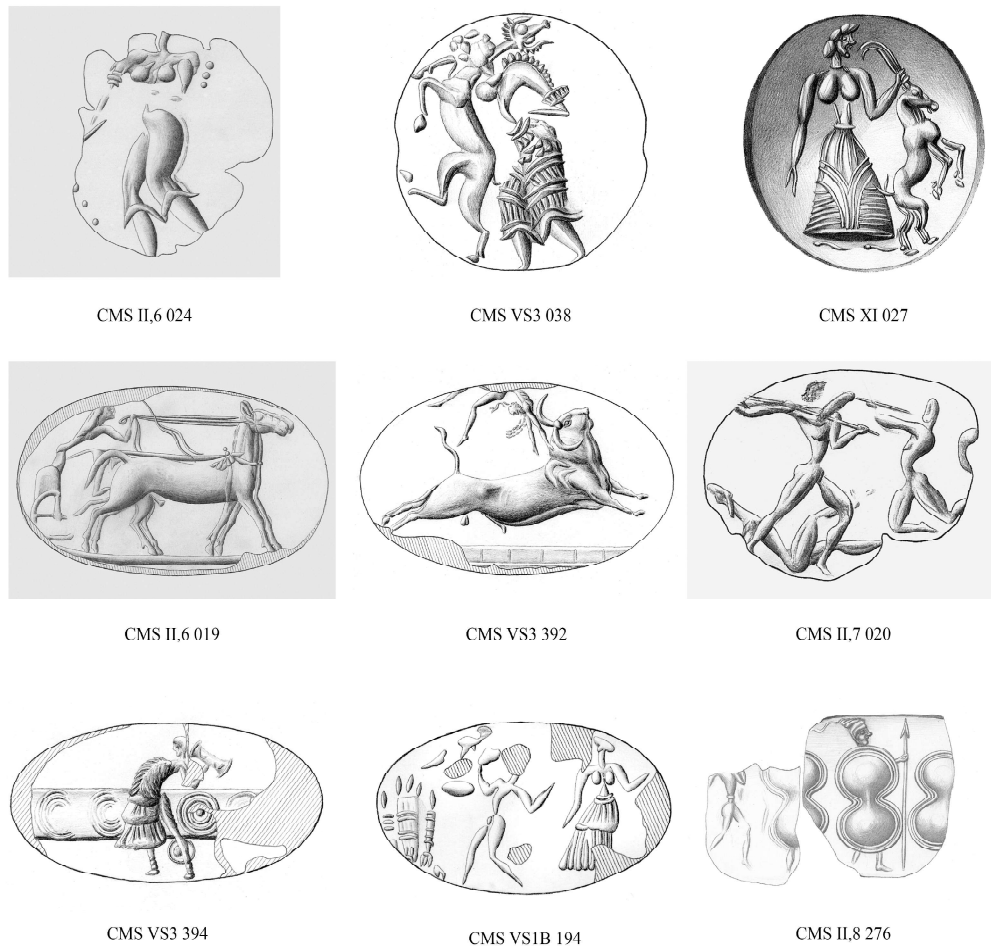 CMS II,6 024
CMS VS3 038
CMS XI 027
CMS II,6 019
CMS VS3 392
CMS II,7 020
CMS VS3 394
CMS VS1B 194
CMS II,8 276